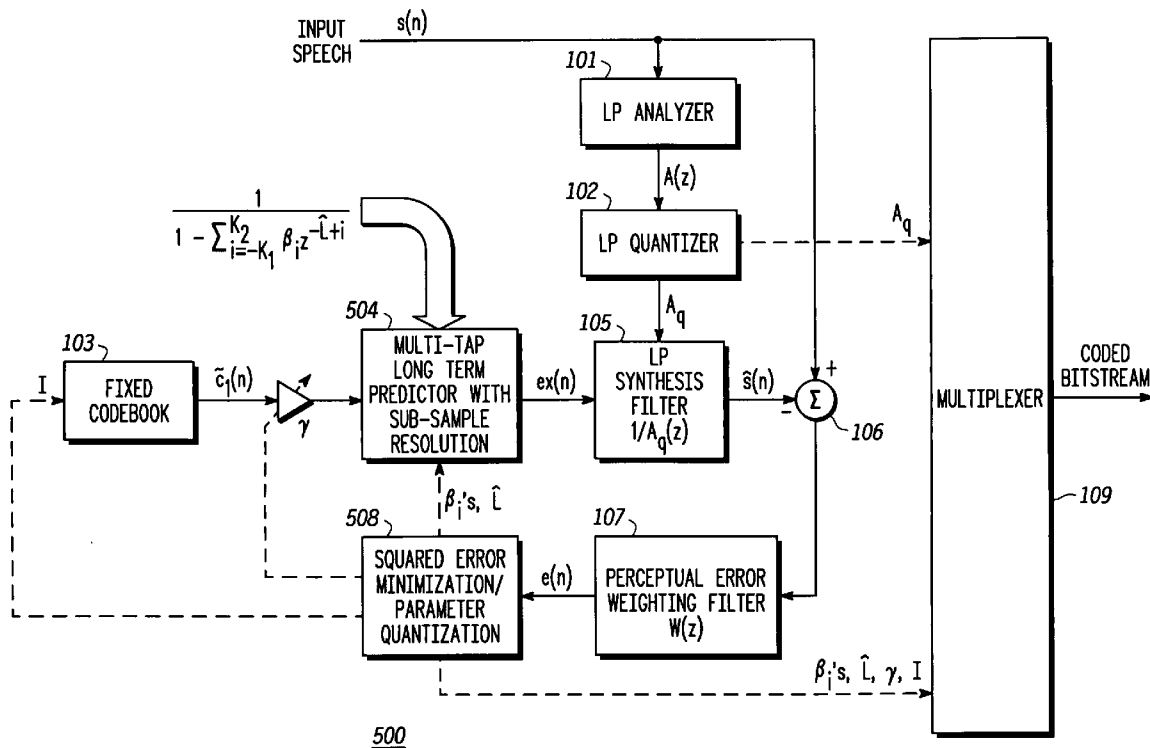 INPUT
SPEECH
s(n)
101
LP ANALYZER
A(z)
102
LP QUANTIZER
A_q
A_q
1
1 - ∑_{i=-K_1}^{K_2} β_i z^{-L̂+i}
504
MULTI-TAP
LONG TERM
PREDICTOR WITH
SUB-SAMPLE
RESOLUTION
103
FIXED
CODEBOOK
I
c̃_1(n)
γ
ex(n)
105
LP
SYNTHESIS
FILTER
1/A_q(z)
ŝ(n)
+
−
Σ
106
MULTIPLEXER
CODED
BITSTREAM
109
β_i's, L̂
508
SQUARED ERROR
MINIMIZATION/
PARAMETER
QUANTIZATION
e(n)
107
PERCEPTUAL ERROR
WEIGHTING FILTER
W(z)
β_i's, L̂, γ, I
500